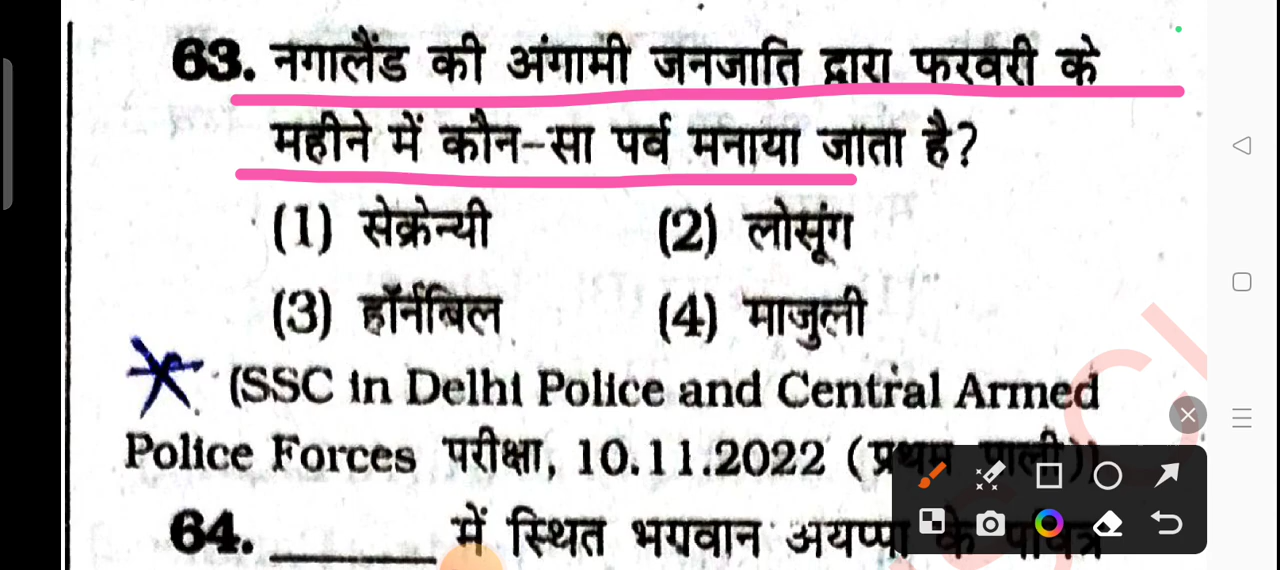 63. नगालैंड की अंगामी जनजाति द्वारा फरवरी के
महीने में कौन-सा पर्व मनाया जाता है?
(1) सेक्रेन्यी (2) लोसूंग
(3) हॉर्नबिल (4) माजुली
(SSC in Delhi Police and Central Armed
Police Forces परीक्षा, 10.11.2022 (प्रथम पाली))
64. ______ में स्थित भगवान अयप्पा के पवित्र